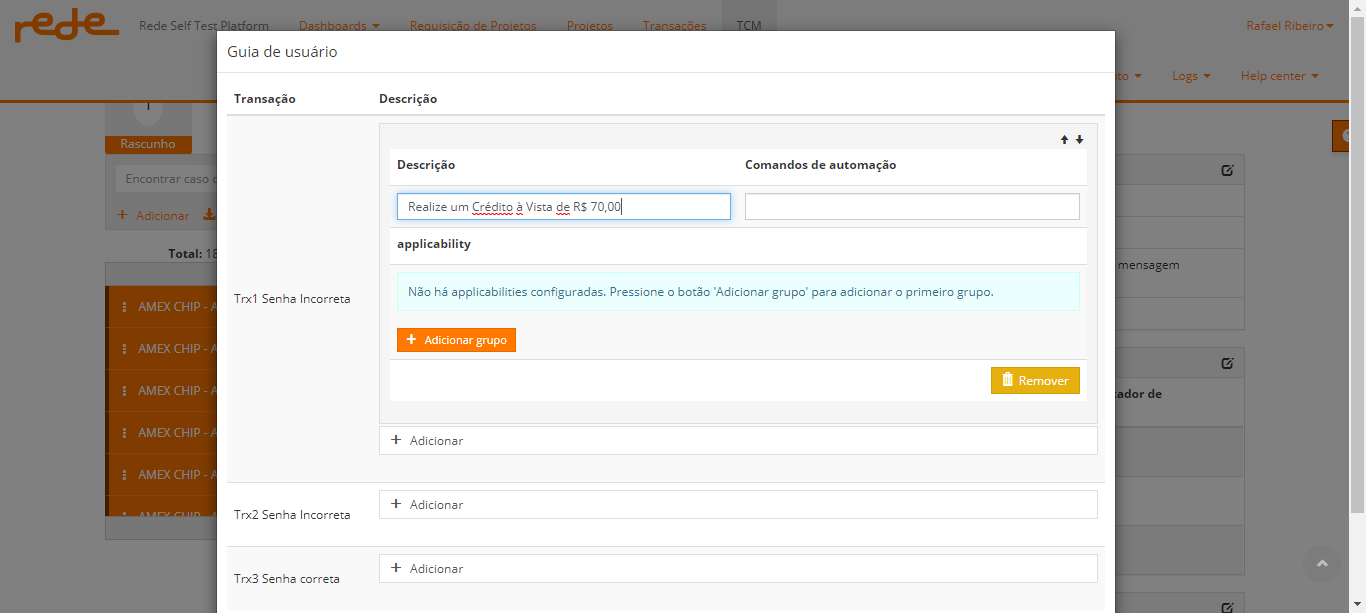 rede Rede Self Test Platform Dashboards Requisição de Projetos Projetos Transações TCM Rafael Ribeiro
Guia de usuário
Logs Help center
Transação Descrição
Rascunho
Descrição Comandos de automação
Encontrar caso
Realize um Crédito à Vista de R$ 70,00
+ Adicionar
applicability
Total: 18
mensagem
Não há applicabilities configuradas. Pressione o botão 'Adicionar grupo' para adicionar o primeiro grupo.
Trx1 Senha Incorreta
AMEX CHIP - A
+ Adicionar grupo
AMEX CHIP - A
Remover
AMEX CHIP - A
ador de
AMEX CHIP - A
+ Adicionar
AMEX CHIP - A
+ Adicionar
Trx2 Senha Incorreta
AMEX CHIP - A
+ Adicionar
Trx3 Senha correta